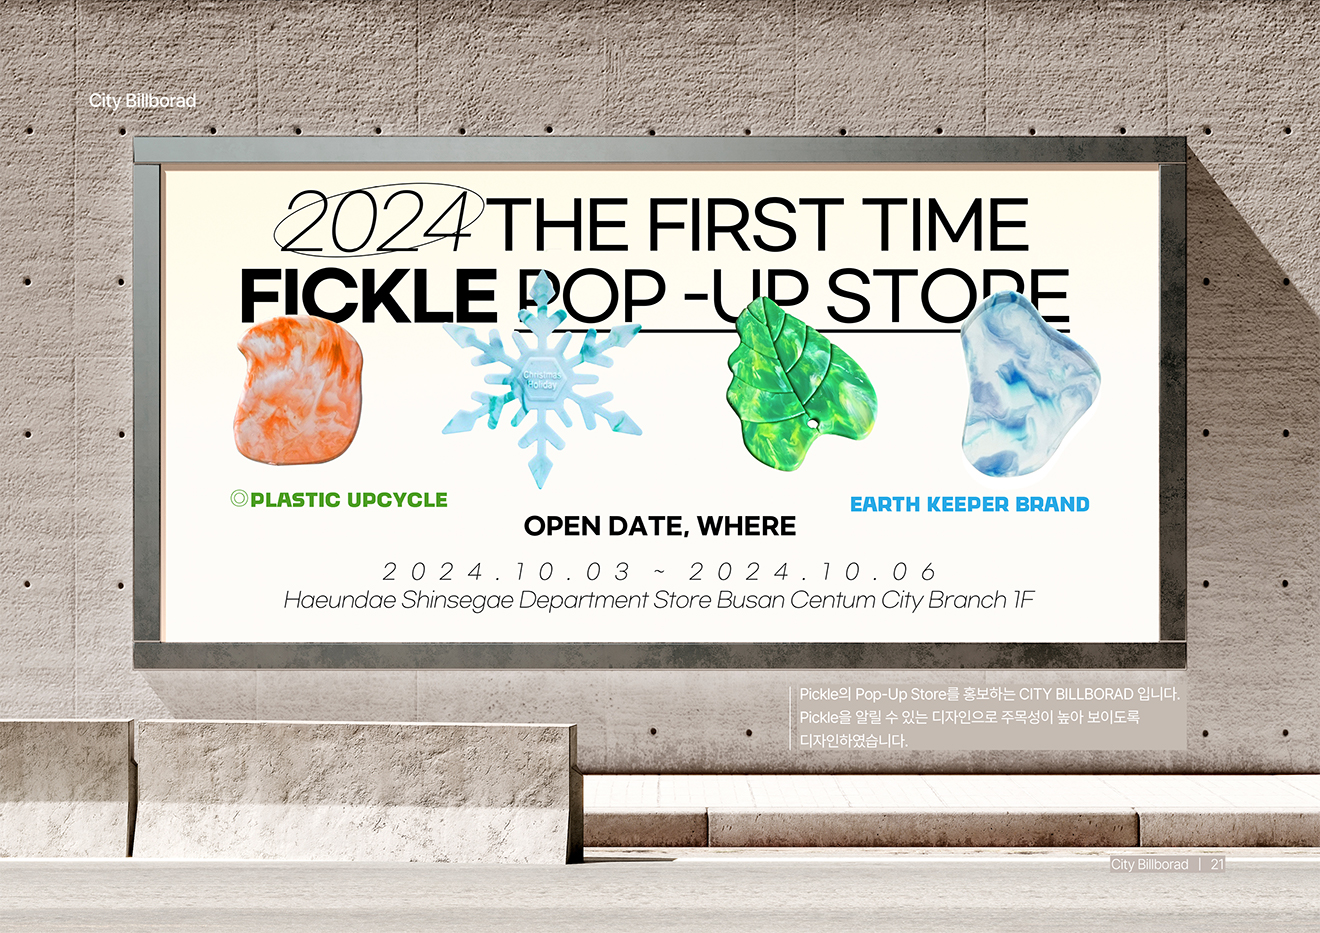 City Billborad
2024 THE FIRST TIME
FICKLE POP -UP STORE
Christmas
Holiday
PLASTIC UPCYCLE
EARTH KEEPER BRAND
OPEN DATE, WHERE
2024.10.03 ~ 2024.10.06
Haeundae Shinsegae Department Store Busan Centum City Branch 1F
Pickle의 Pop-Up Store를 홍보하는 CITY BILLBORAD 입니다.
Pickle을 알릴 수 있는 디자인으로 주목성이 높아 보이도록
디자인하였습니다.
City Billborad | 21